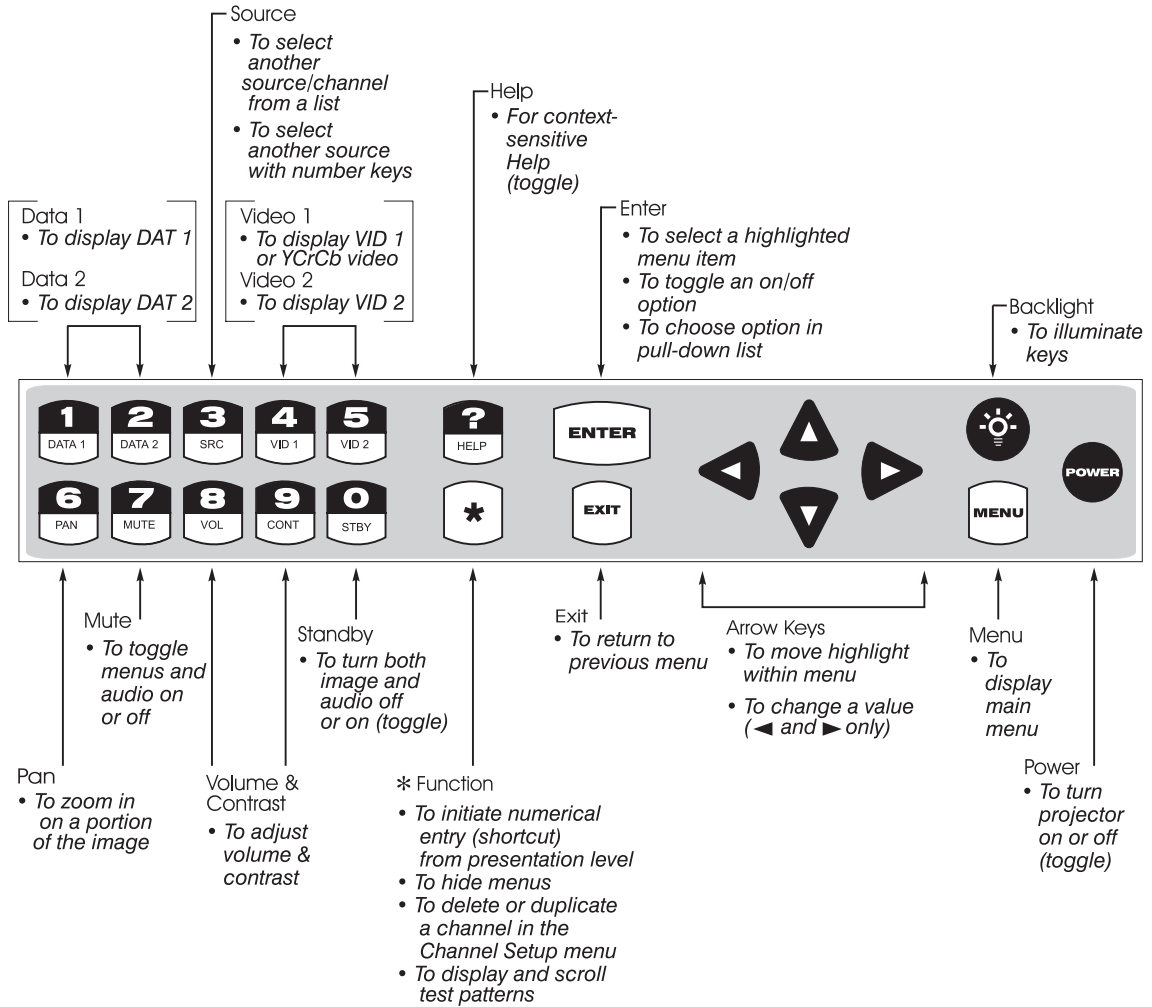 Source
• To select
another
source/channel
from a list
• To select
another source
with number keys
Help
• For context-
sensitive
Help
(toggle)
Data 1
• To display DAT 1
Data 2
• To display DAT 2
Video 1
• To display VID 1
or YCrCb video
Video 2
• To display VID 2
Enter
• To select a highlighted
menu item
• To toggle an on/off
option
• To choose option in
pull-down list
Backlight
• To illuminate
keys
1
DATA 1
2
DATA 2
3
SRC
4
VID 1
5
VID 2
?
HELP
ENTER
POWER
6
PAN
7
MUTE
8
VOL
9
CONT
0
STBY
*
EXIT
MENU
Mute
• To toggle
menus and
audio on
or off
Standby
• To turn both
image and
audio off
or on (toggle)
Exit
• To return to
previous menu
Arrow Keys
• To move highlight
within menu
• To change a value
(◄ and ► only)
Menu
• To
display
main
menu
Pan
• To zoom in
on a portion
of the image
Volume &
Contrast
• To adjust
volume &
contrast
* Function
• To initiate numerical
entry (shortcut)
from presentation level
• To hide menus
• To delete or duplicate
a channel in the
Channel Setup menu
• To display and scroll
test patterns
Power
• To turn
projector
on or off
(toggle)